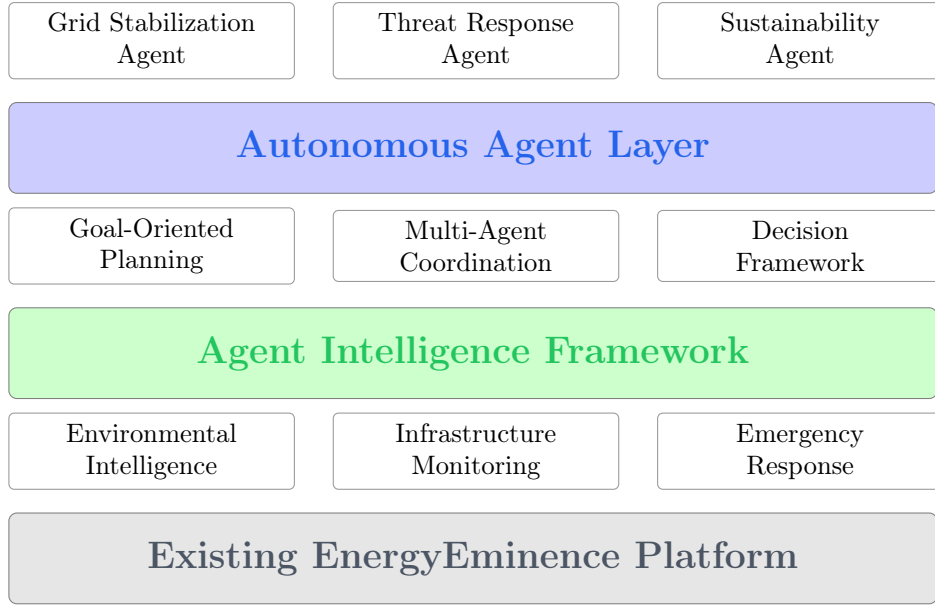 Grid Stabilization
Agent
Threat Response
Agent
Sustainability
Agent
Autonomous Agent Layer
Goal-Oriented
Planning
Multi-Agent
Coordination
Decision
Framework
Agent Intelligence Framework
Environmental
Intelligence
Infrastructure
Monitoring
Emergency
Response
Existing EnergyEminence Platform